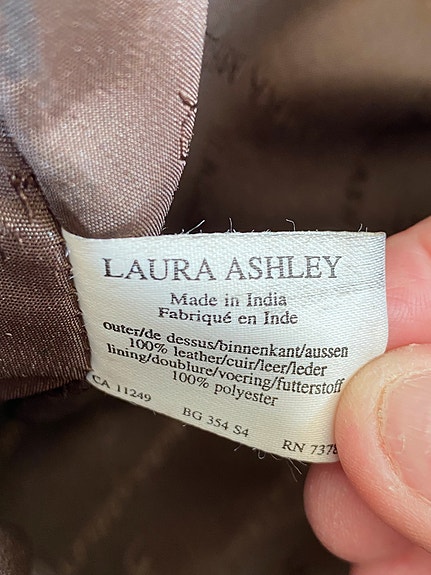 LAURA ASHLEY
Made in India
Fabriqué en Inde
outer/de dessus/binnenkant/aussen
100% leather/cuir/leer/leder
lining/doublure/voering/futterstoff
100% polyester
CA 11249 BG 354 S4 RN